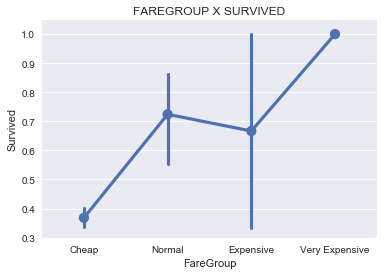 FAREGROUP X SURVIVED
1.0
0.9
0.8
0.7
0.6
0.5
0.4
0.3
Survived
Cheap Normal Expensive Very Expensive
FareGroup